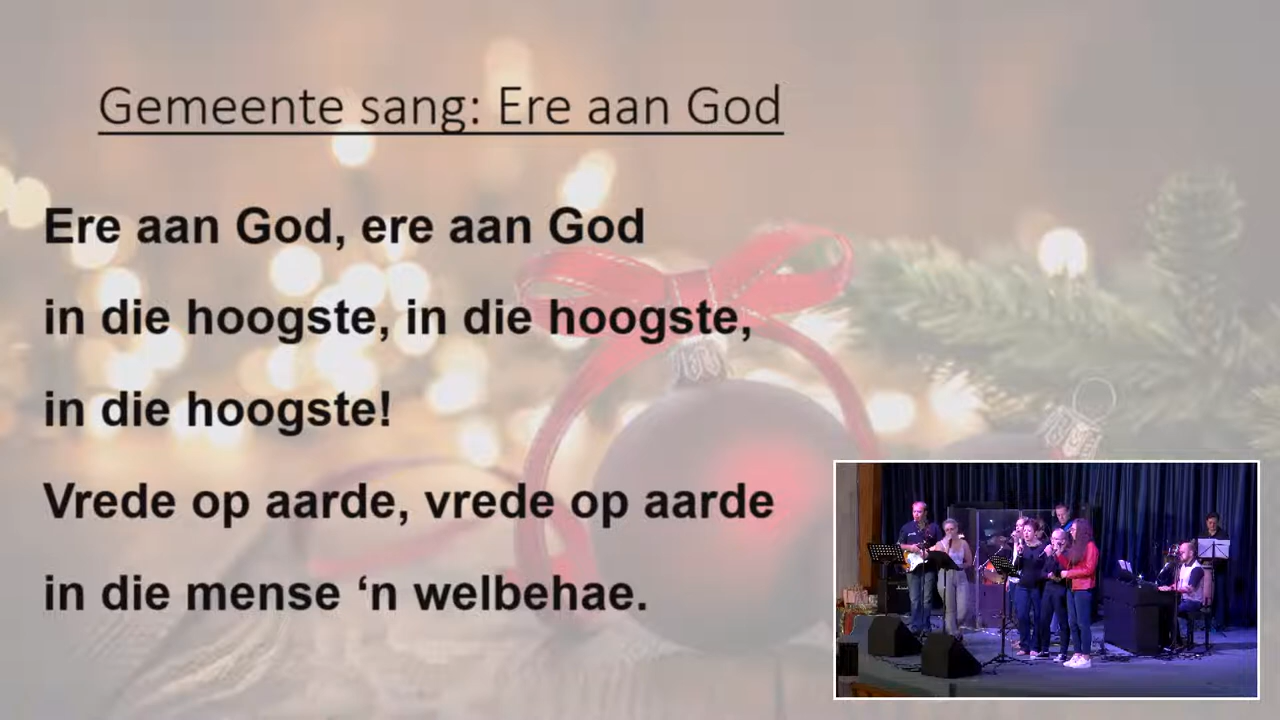 Gemeente sang: Ere aan God
Ere aan God, ere aan God
in die hoogste, in die hoogste,
in die hoogste!
Vrede op aarde, vrede op aarde
in die mense ‘n welbehae.